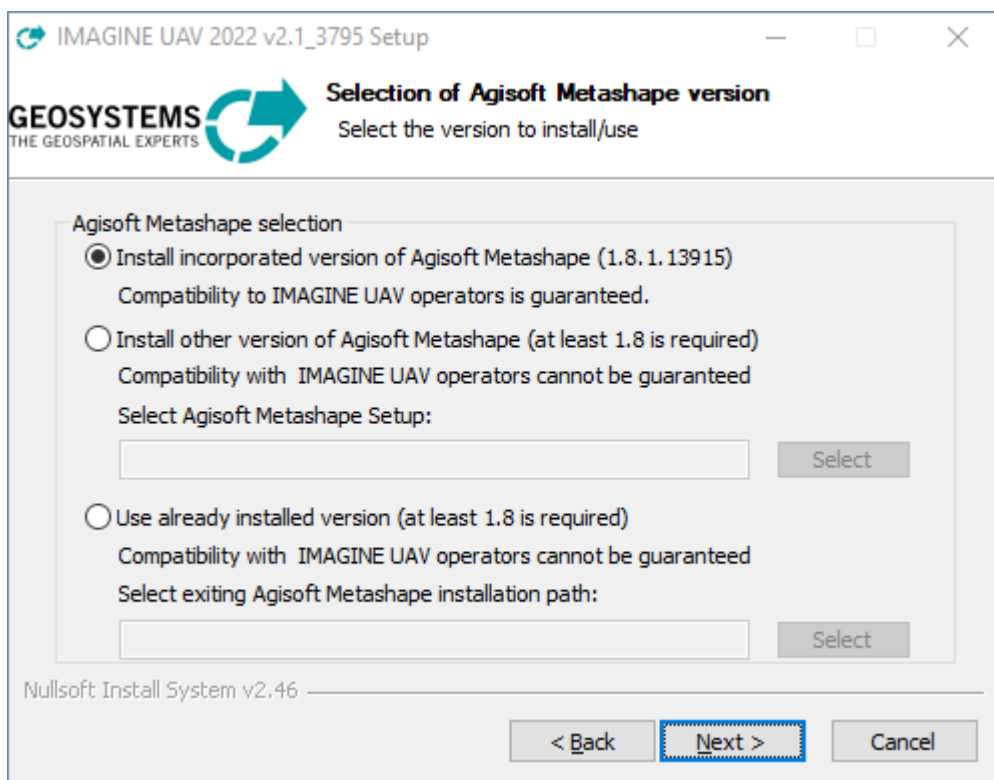 IMAGINE UAV 2022 v2.1_3795 Setup
GEOSYSTEMS
THE GEOSPATIAL EXPERTS
Selection of Agisoft Metashape version
Select the version to install/use
Agisoft Metashape selection
Install incorporated version of Agisoft Metashape (1.8.1.13915)
Compatibility to IMAGINE UAV operators is guaranteed.
Install other version of Agisoft Metashape (at least 1.8 is required)
Compatibility with  IMAGINE UAV operators cannot be guaranteed
Select Agisoft Metashape Setup:
Select
Use already installed version (at least 1.8 is required)
Compatibility with  IMAGINE UAV operators cannot be guaranteed
Select exiting Agisoft Metashape installation path:
Select
Nullsoft Install System v2.46
< Back
Next >
Cancel